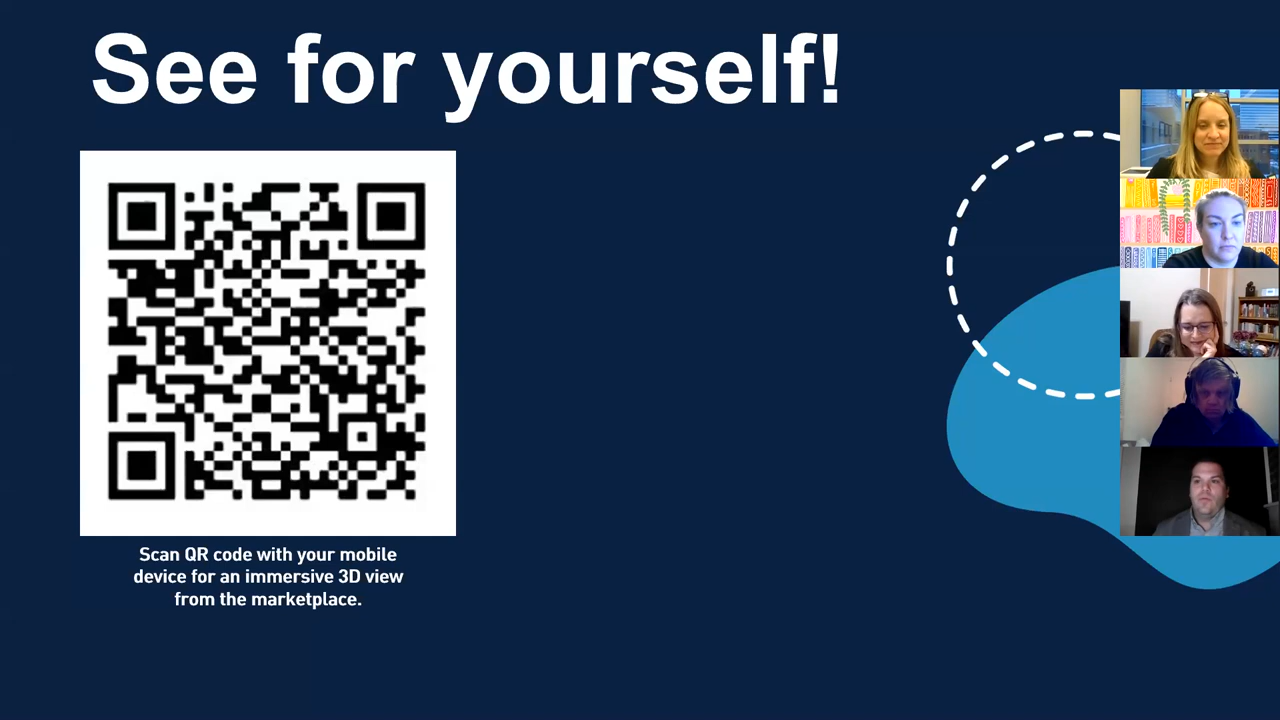 See for yourself!
Scan QR code with your mobile
device for an immersive 3D view
from the marketplace.